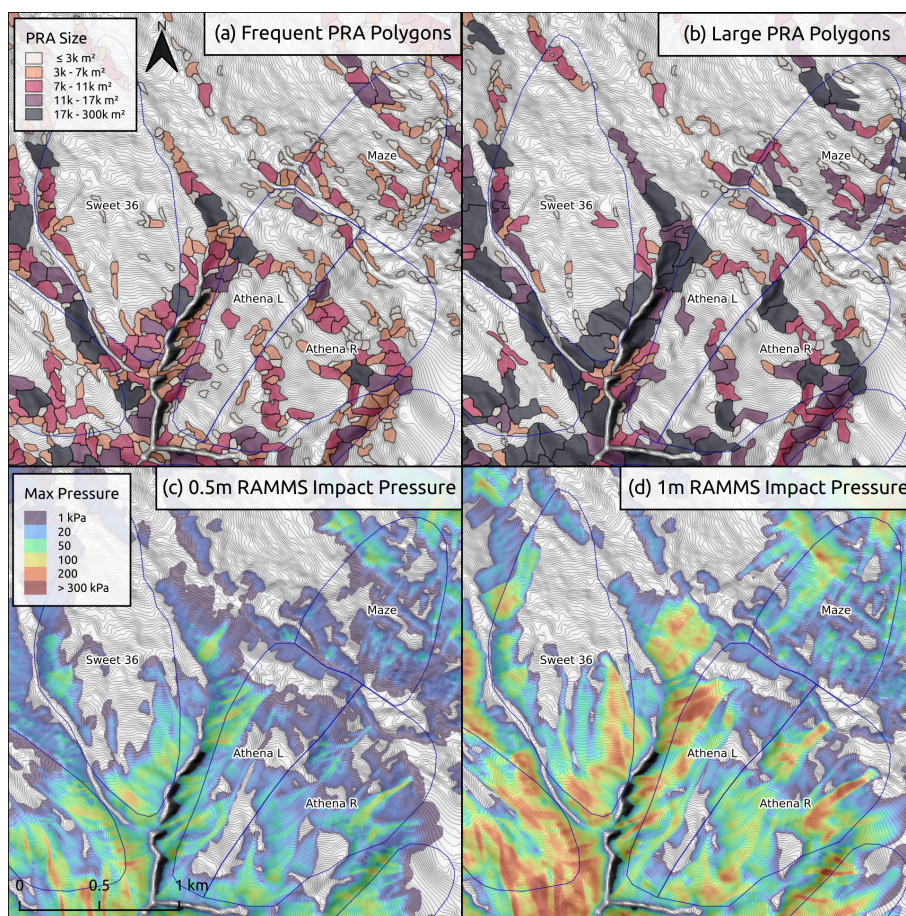 (a) Frequent PRA Polygons
N
PRA Size
≤ 3k m²
3k - 7k m²
7k - 11k m²
11k - 17k m²
17k - 300k m²
Maze
Sweet 36
Athena L
Athena R
(b) Large PRA Polygons
Maze
Sweet 36
Athena L
Athena R
(c) 0.5m RAMMS Impact Pressure
Max Pressure
1 kPa
20
50
100
200
> 300 kPa
Maze
Sweet 36
Athena L
Athena R
0 0.5 1 km
(d) 1m RAMMS Impact Pressure
Maze
Sweet 36
Athena L
Athena R